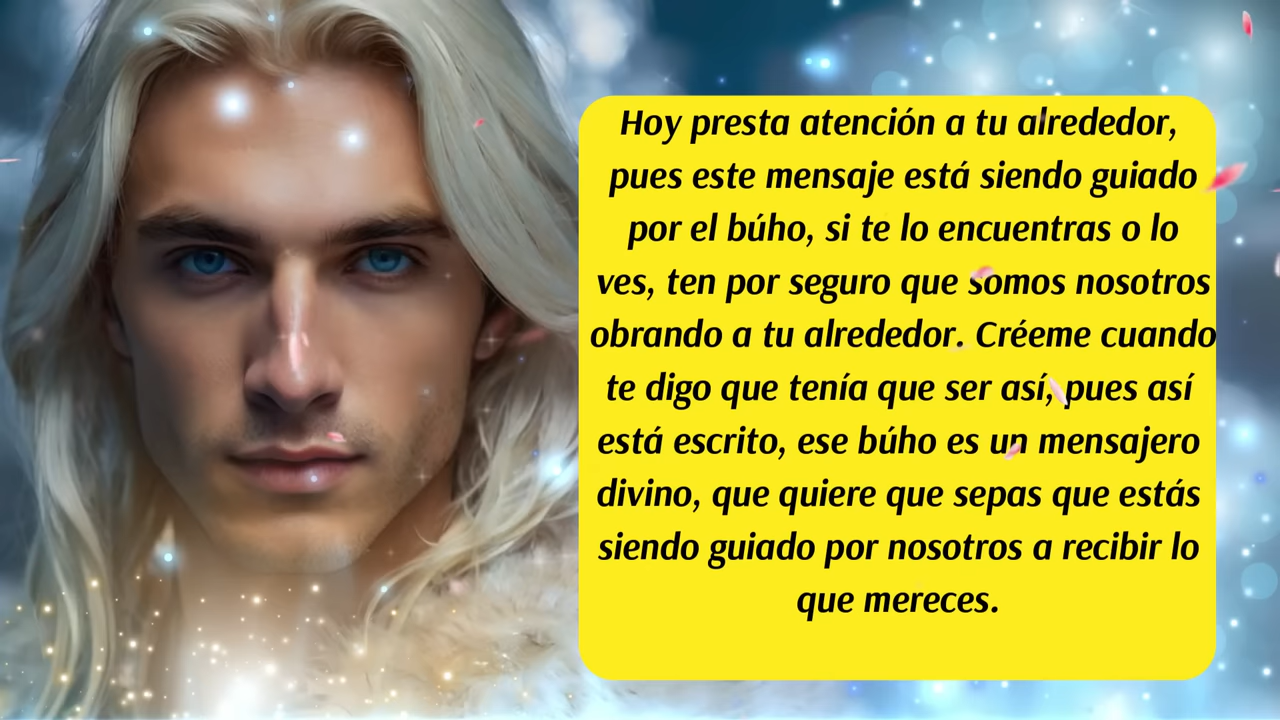 Hoy presta atención a tu alrededor,
pues este mensaje está siendo guiado
por el búho, si te lo encuentras o lo
ves, ten por seguro que somos nosotros
obrando a tu alrededor. Créeme cuando
te digo que tenía que ser así, pues así
está escrito, ese búho es un mensajero
divino, que quiere que sepas que estás
siendo guiado por nosotros a recibir lo
que mereces.